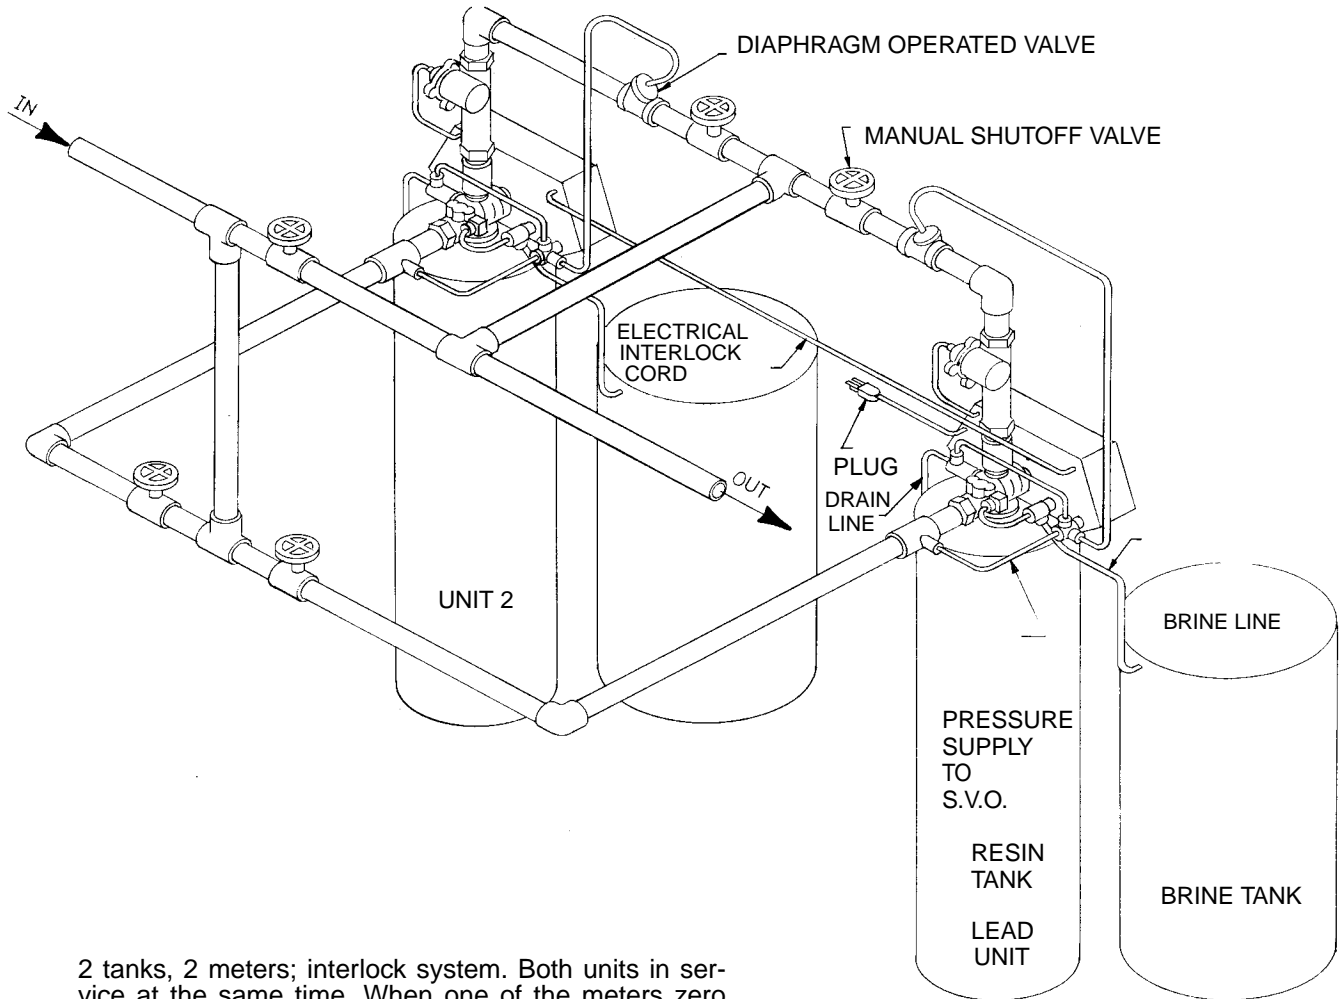 DIAPHRAGM OPERATED VALVE
IN
MANUAL SHUTOFF VALVE
ELECTRICAL
INTERLOCK
CORD
PLUG
OUT
DRAIN
LINE
UNIT 2
BRINE LINE
PRESSURE
SUPPLY
TO
S.V.O.
RESIN
TANK
BRINE TANK
LEAD
UNIT
2 tanks, 2 meters; interlock system. Both units in ser-
vice at the same time. When one of the meters zero